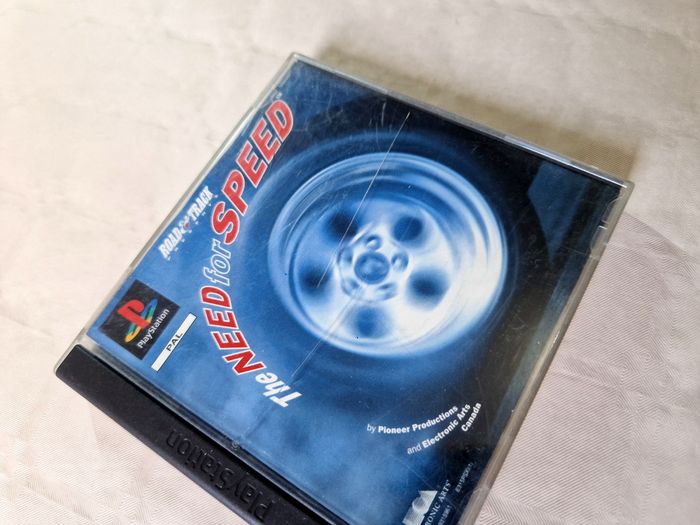 ROAD & TRACK
The NEED for SPEED
PlayStation
PAL
by Pioneer Productions
and Electronic Arts
Canada
PlayStation